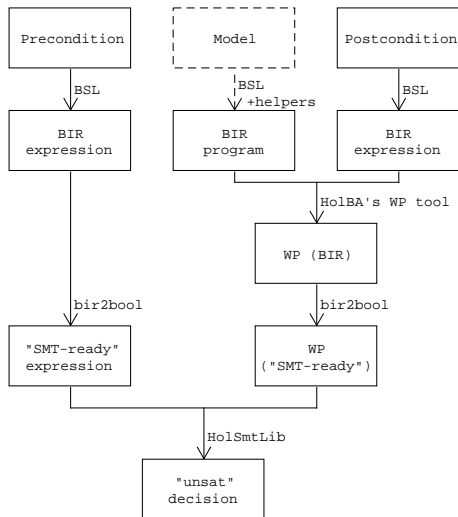 Precondition
Model
Postcondition
BSL
BSL
+helpers
BSL
BIR
expression
BIR
program
BIR
expression
HolBA's WP tool
WP (BIR)
bir2bool
bir2bool
"SMT-ready"
expression
WP
("SMT-ready")
HolSmtLib
"unsat"
decision